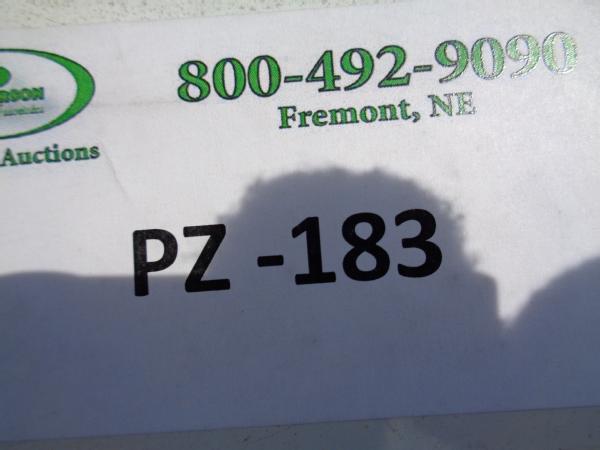 800-492-9090
Fremont, NE
Auctions
PZ -183